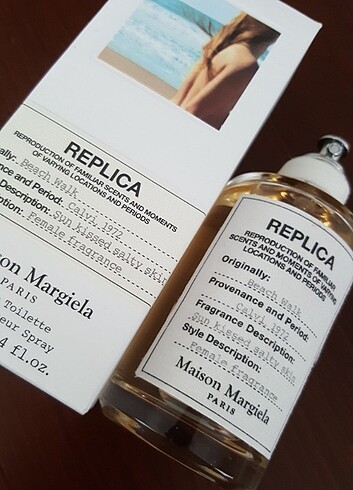 REPLICA
REPRODUCTION OF FAMILIAR SCENTS AND MOMENTS
OF VARYING LOCATIONS AND PERIODS
ally: Beach Walk
ance and Period: Calvi 1972
Description: Sun kissed salty skin
ption: Female fragrance
on Margiela
PARIS
Toilette
eur Spray
4 fl.oz.
REPLICA
REPRODUCTION OF FAMILIAR
SCENTS AND MOMENTS OF VARYING
LOCATIONS AND PERIODS
Originally:
Beach Walk
Provenance and Period:
Calvi 1972
Fragrance Description:
Sun kissed salty skin
Style Description:
Female fragrance
Maison Margiela
PARIS